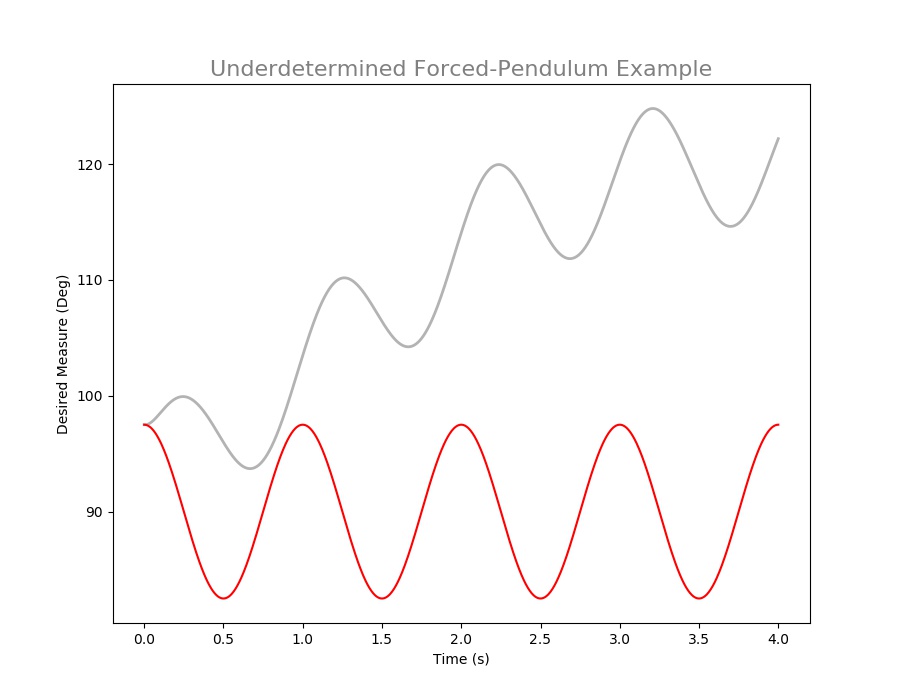 Underdetermined Forced-Pendulum Example
Desired Measure (Deg)
120
110
100
90
0.0 0.5 1.0 1.5 2.0 2.5 3.0 3.5 4.0
Time (s)